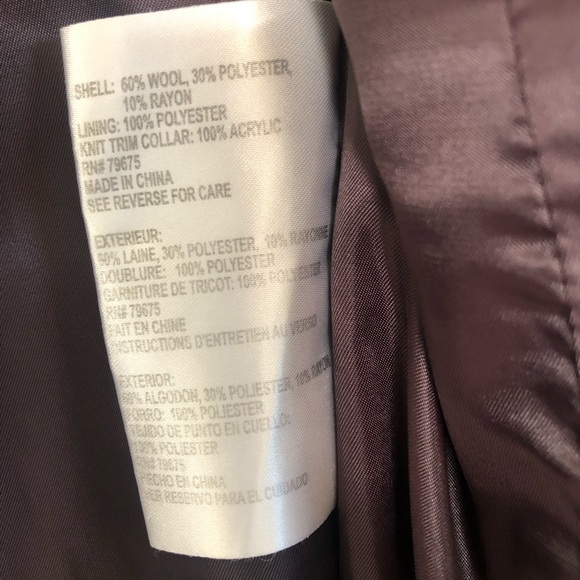 SHELL: 60% WOOL, 30% POLYESTER,
10% RAYON
LINING: 100% POLYESTER
KNIT TRIM COLLAR: 100% ACRYLIC
RN# 79675
MADE IN CHINA
SEE REVERSE FOR CARE
EXTERIEUR:
60% LAINE, 30% POLYESTER, 10% RAYONNE
DOUBLURE: 100% POLYESTER
GARNITURE DE TRICOT: 100% POLYESTER
RN# 79675
FAIT EN CHINE
INSTRUCTIONS D'ENTRETIEN AU VERSO
EXTERIOR:
60% ALGODON, 30% POLIESTER, 10% RAYON
FORRO: 100% POLIESTER
TEJIDO DE PUNTO EN CUELLO:
100% POLIESTER
RN# 79675
HECHO EN CHINA
VER RESERVO PARA EL CUIDADO